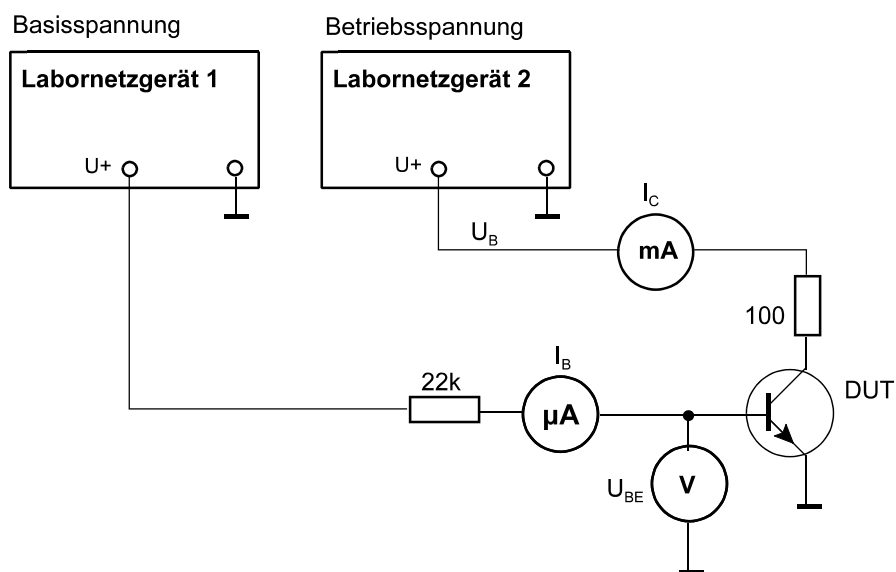 Basisspannung
Betriebsspannung
Labornetzgerät 1
Labornetzgerät 2
U+
U+
I_C
U_B
mA
100
I_B
22k
µA
DUT
U_BE
V